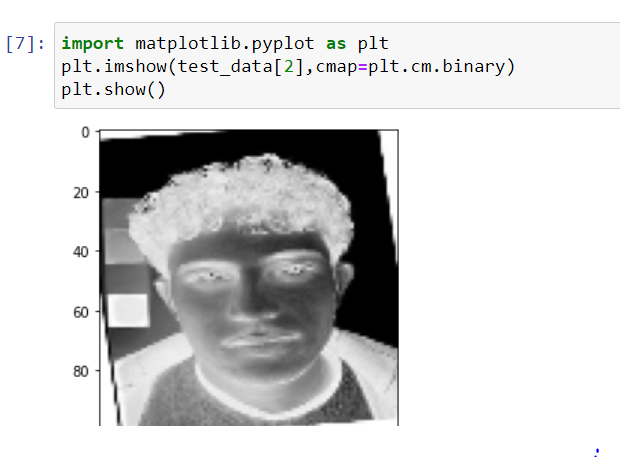 [7]: import matplotlib.pyplot as plt
plt.imshow(test_data[2],cmap=plt.cm.binary)
plt.show()
0
20
40
60
80